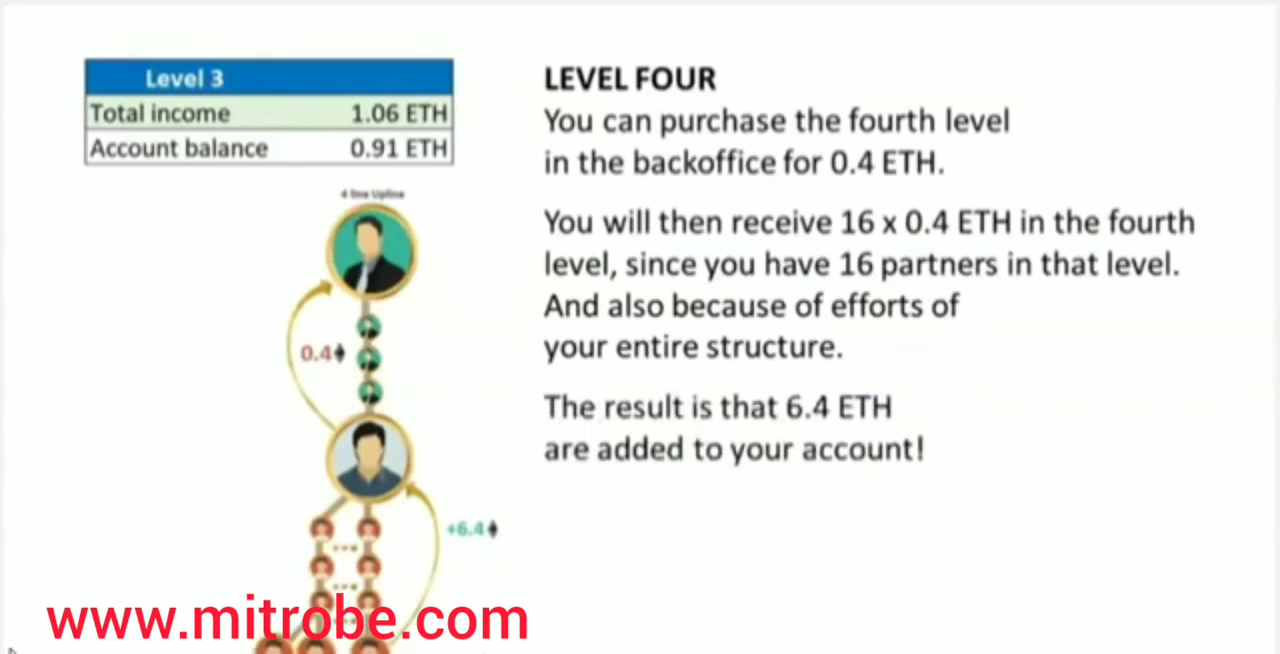 Level 3
Total income 1.06 ETH
Account balance 0.91 ETH
4 line Upline
0.4
+6.4
LEVEL FOUR
You can purchase the fourth level
in the backoffice for 0.4 ETH.
You will then receive 16 x 0.4 ETH in the fourth
level, since you have 16 partners in that level.
And also because of efforts of
your entire structure.
The result is that 6.4 ETH
are added to your account!
www.mitrobe.com